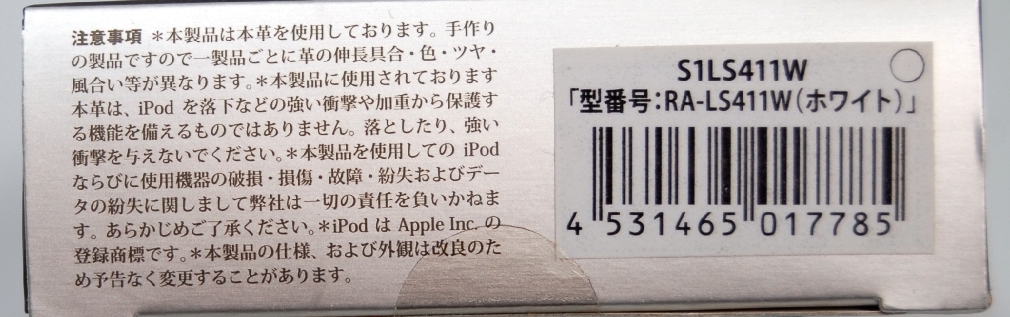 注意事項 ＊本製品は本革を使用しております。手作り
の製品ですので一製品ごとに革の伸長具合・色・ツヤ・
風合い等が異なります。＊本製品に使用されております
本革は、iPod を落下などの強い衝撃や加重から保護す
る機能を備えるものではありません。落としたり、強い
衝撃を与えないでください。＊本製品を使用しての iPod
ならびに使用機器の破損・損傷・故障・紛失およびデー
タの紛失に関しまして弊社は一切の責任を負いかねま
す。あらかじめご了承ください。＊iPod は Apple Inc. の
登録商標です。＊本製品の仕様、および外観は改良のた
め予告なく変更することがあります。
S1LS411W
「型番号：RA-LS411W（ホワイト）」
4 531465 017785